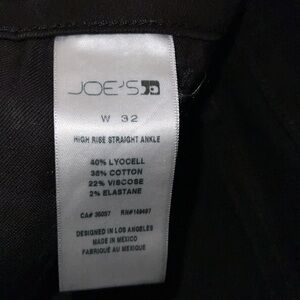 JOE'S
W 32
HIGH RISE STRAIGHT ANKLE
40% LYOCELL
36% COTTON
22% VISCOSE
2% ELASTANE
CA# 36057 RN#
DESIGNED IN LOS ANGELES
MADE IN MEXICO
FABRIQUÉ AU MEXIQUE